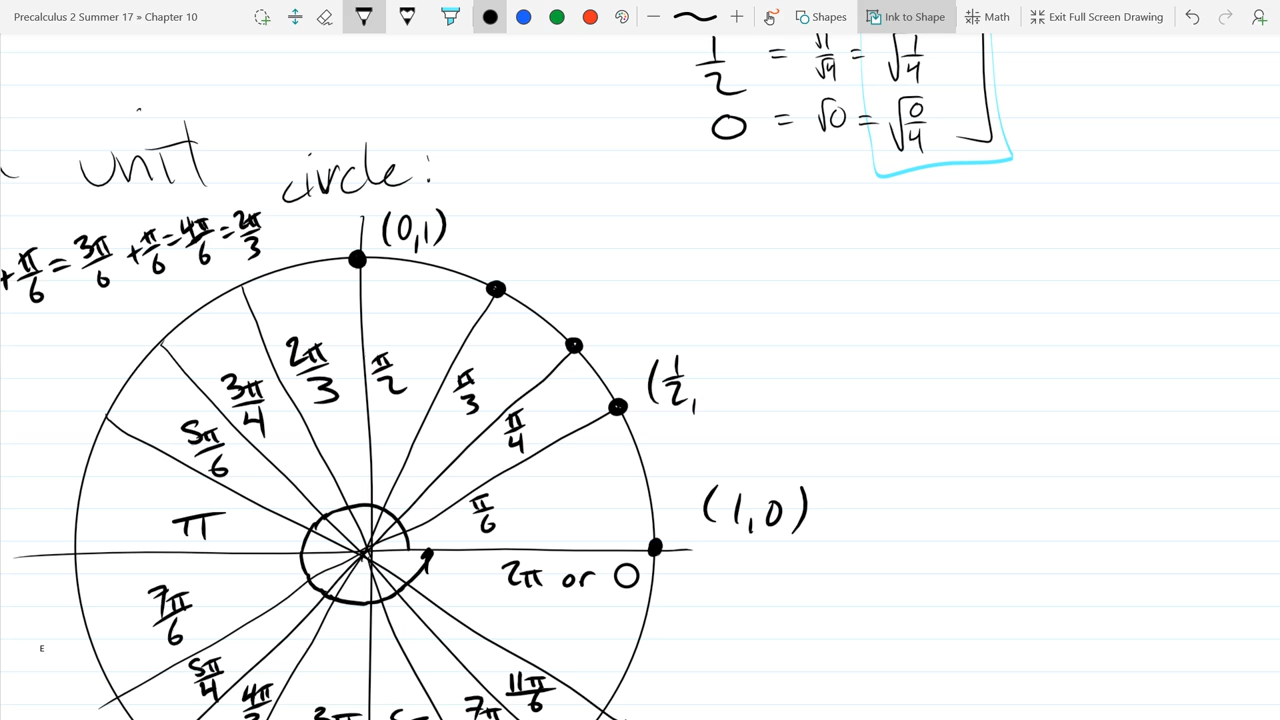 Precalculus 2 Summer 17 » Chapter 10
Shapes
Ink to Shape
Math
Exit Full Screen Drawing
1/2 = √1/√4 = √(1/4)
0 = √0 = √(0/4)
unit circle:
+ π/6 = 3π/6 + π/6 = 4π/6 = 2π/3
(0,1)
2π/3
π/2
3π/4
π/3
(1/2,
5π/6
π/4
π
π/6
(1,0)
2π or 0
7π/6
E
5π/4
11π/6
4π/3
7π